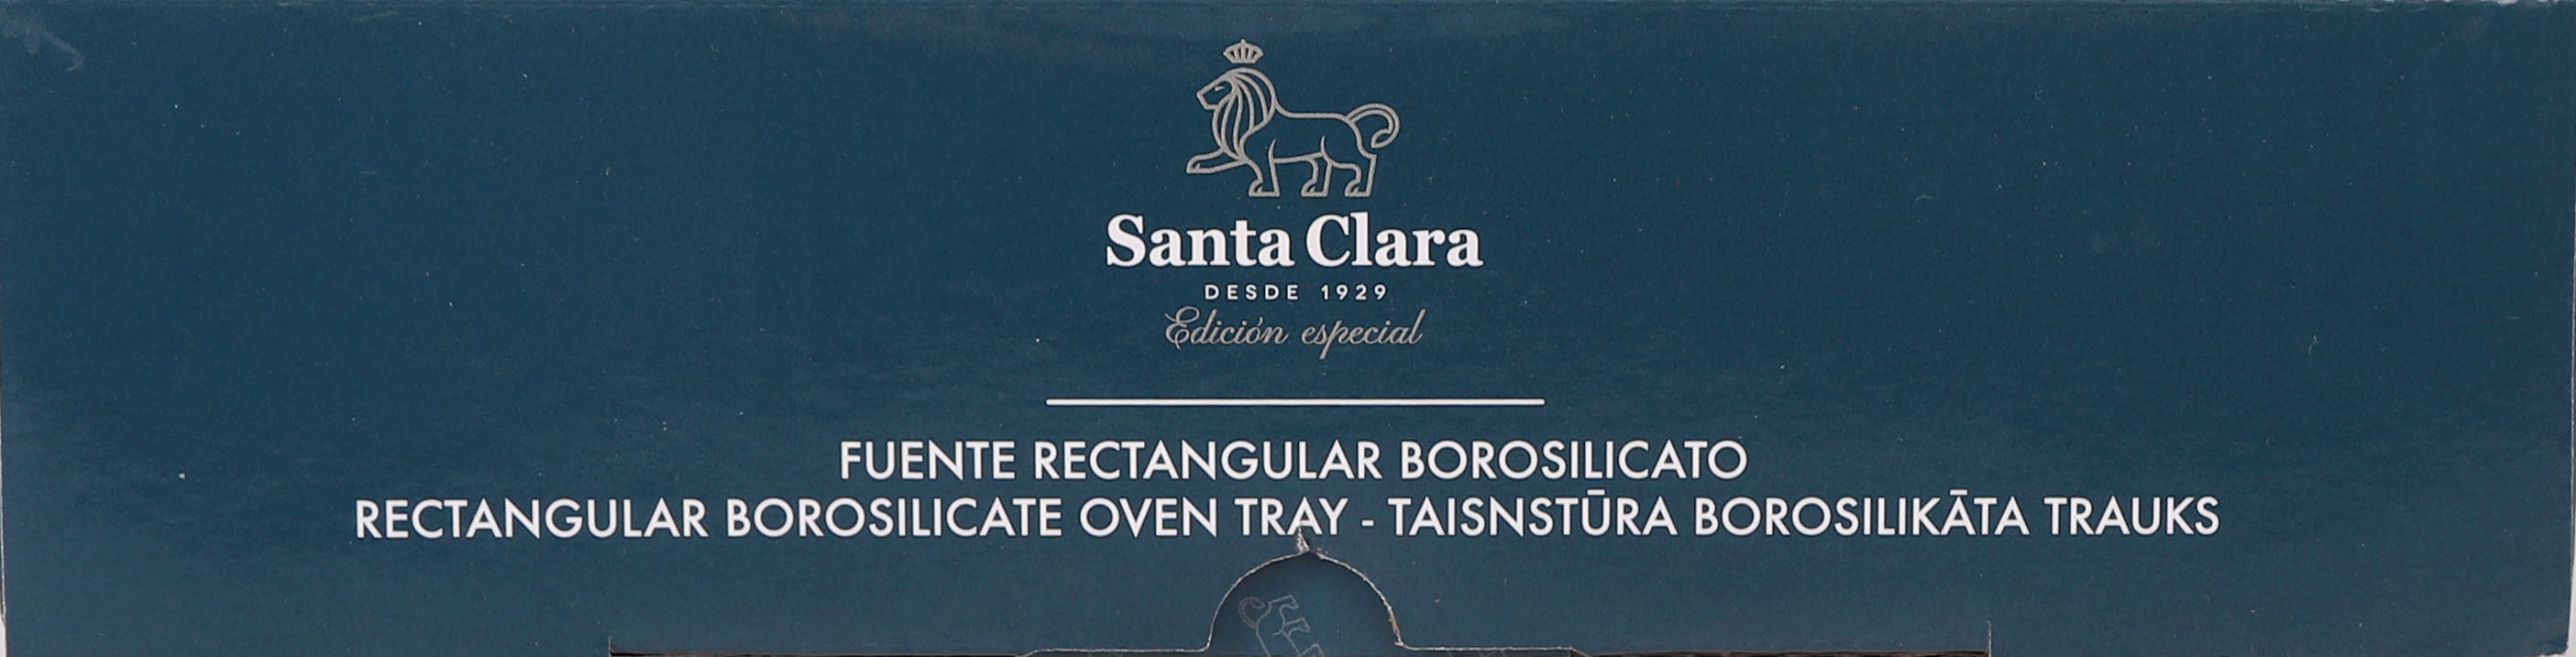 Santa Clara
DESDE 1929
Edición especial
FUENTE RECTANGULAR BOROSILICATO
RECTANGULAR BOROSILICATE OVEN TRAY - TAISNSTŪRA BOROSILIKĀTA TRAUKS